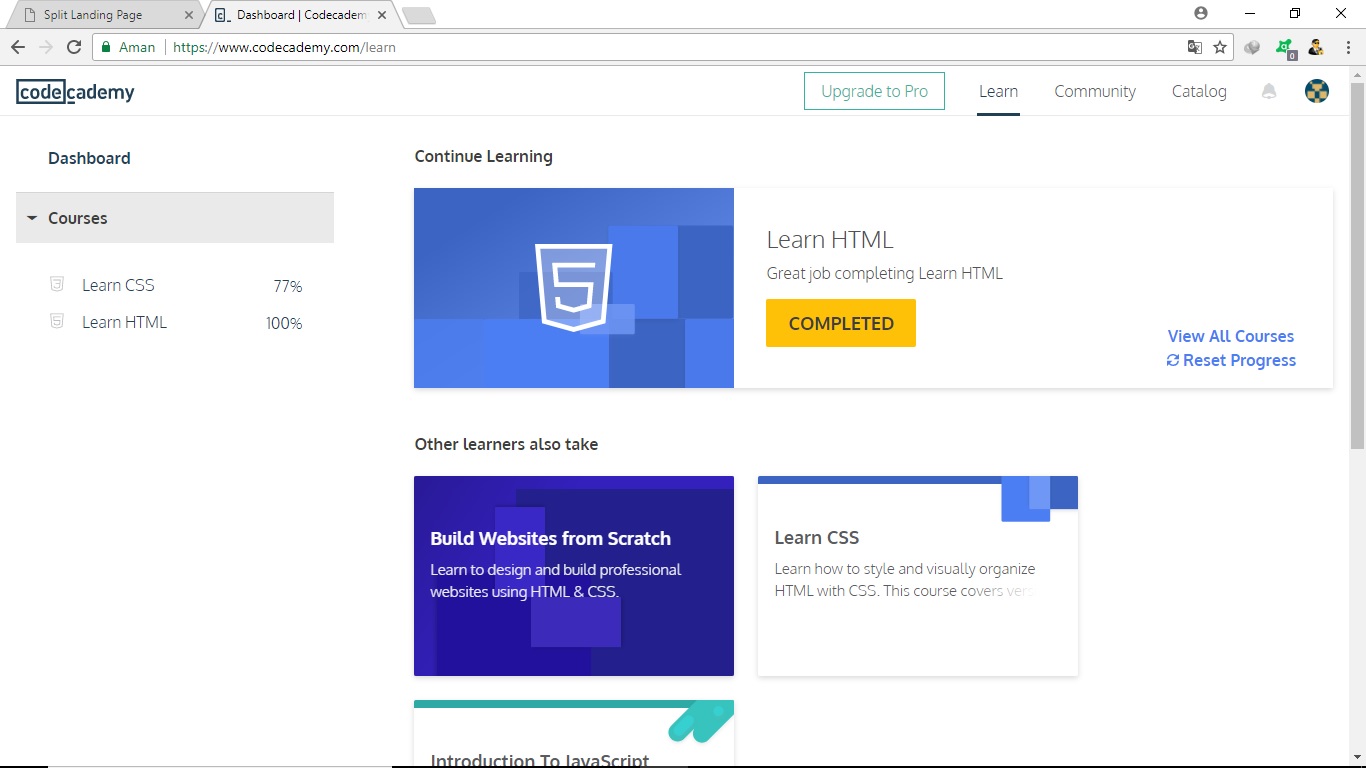 Split Landing Page
Dashboard | Codecadem
Aman
https://www.codecademy.com/learn
0
codecademy
Upgrade to Pro
Learn
Community
Catalog
Dashboard
Courses
Learn CSS 77%
Learn HTML 100%
Continue Learning
Learn HTML
Great job completing Learn HTML
COMPLETED
View All Courses
Reset Progress
Other learners also take
Build Websites from Scratch
Learn to design and build professional
websites using HTML & CSS.
Learn CSS
Learn how to style and visually organize
HTML with CSS. This course covers vers
Introduction To JavaScript